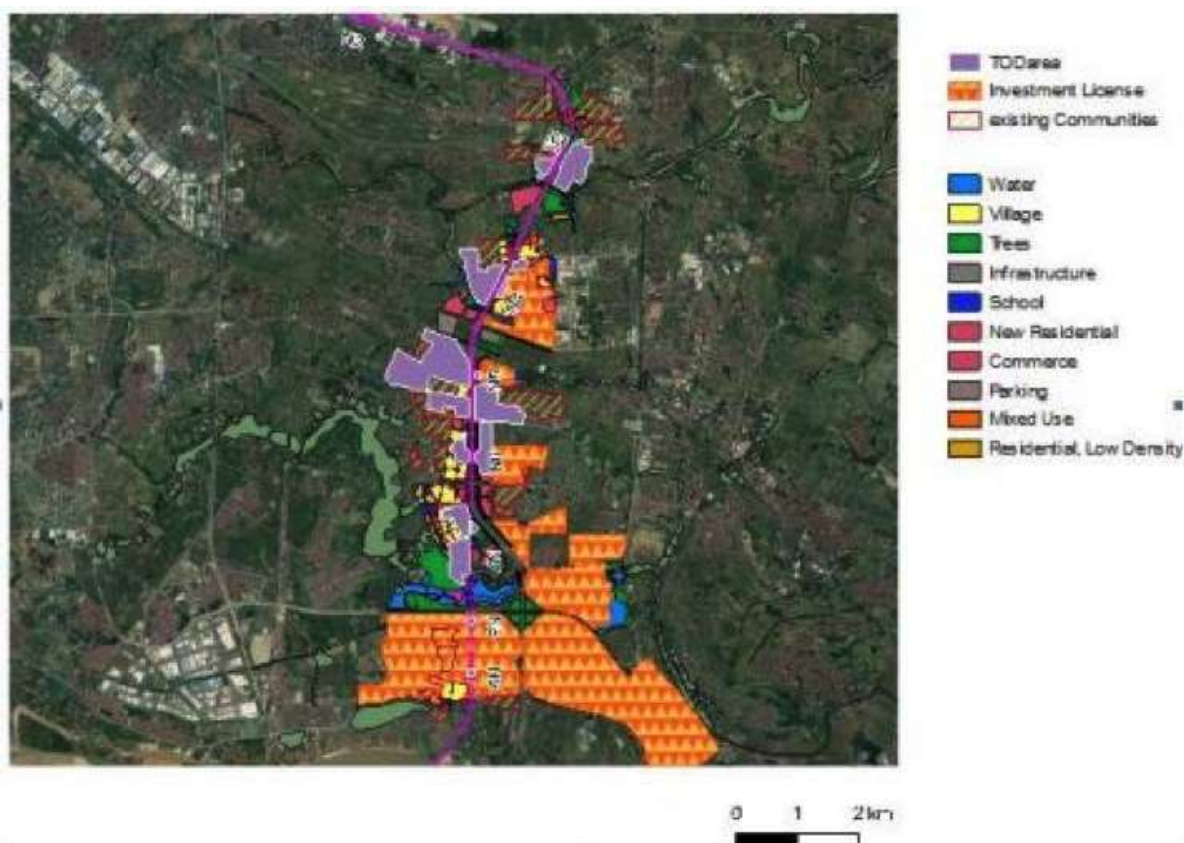 TODarea
Investment License
existing Communities
Water
Village
Trees
Infrastructure
School
New Residential
Commerce
Parking
Mixed Use
Residential, Low Density
0 1 2km